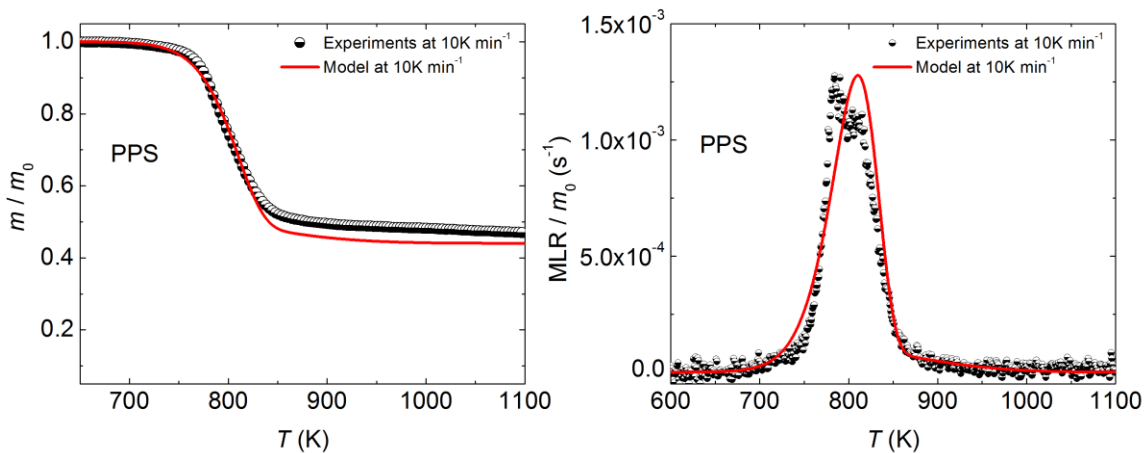 1.0
0.8
0.6
0.4
0.2
m / m₀
PPS
Experiments at 10K min⁻¹
Model at 10K min⁻¹
700 800 900 1000 1100
T (K)
1.5x10⁻³
1.0x10⁻³
5.0x10⁻⁴
0.0
MLR / m₀ (s⁻¹)
PPS
Experiments at 10K min⁻¹
Model at 10K min⁻¹
600 700 800 900 1000 1100
T (K)